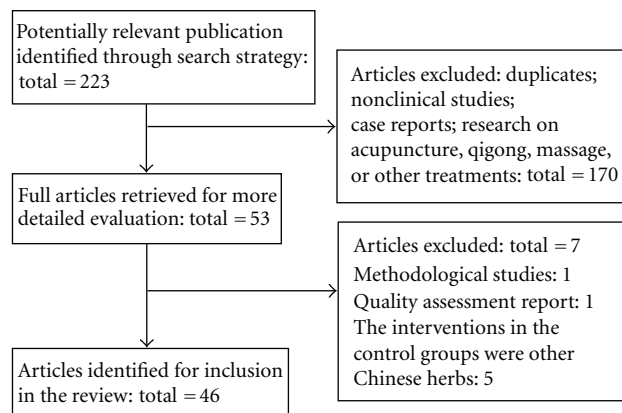 Potentially relevant publication
identified through search strategy:
total = 223
Articles excluded: duplicates;
nonclinical studies;
case reports; research on
acupuncture, qigong, massage,
or other treatments: total = 170
Full articles retrieved for more
detailed evaluation: total = 53
Articles excluded: total = 7
Methodological studies: 1
Quality assessment report: 1
The interventions in the
control groups were other
Chinese herbs: 5
Articles identified for inclusion
in the review: total = 46